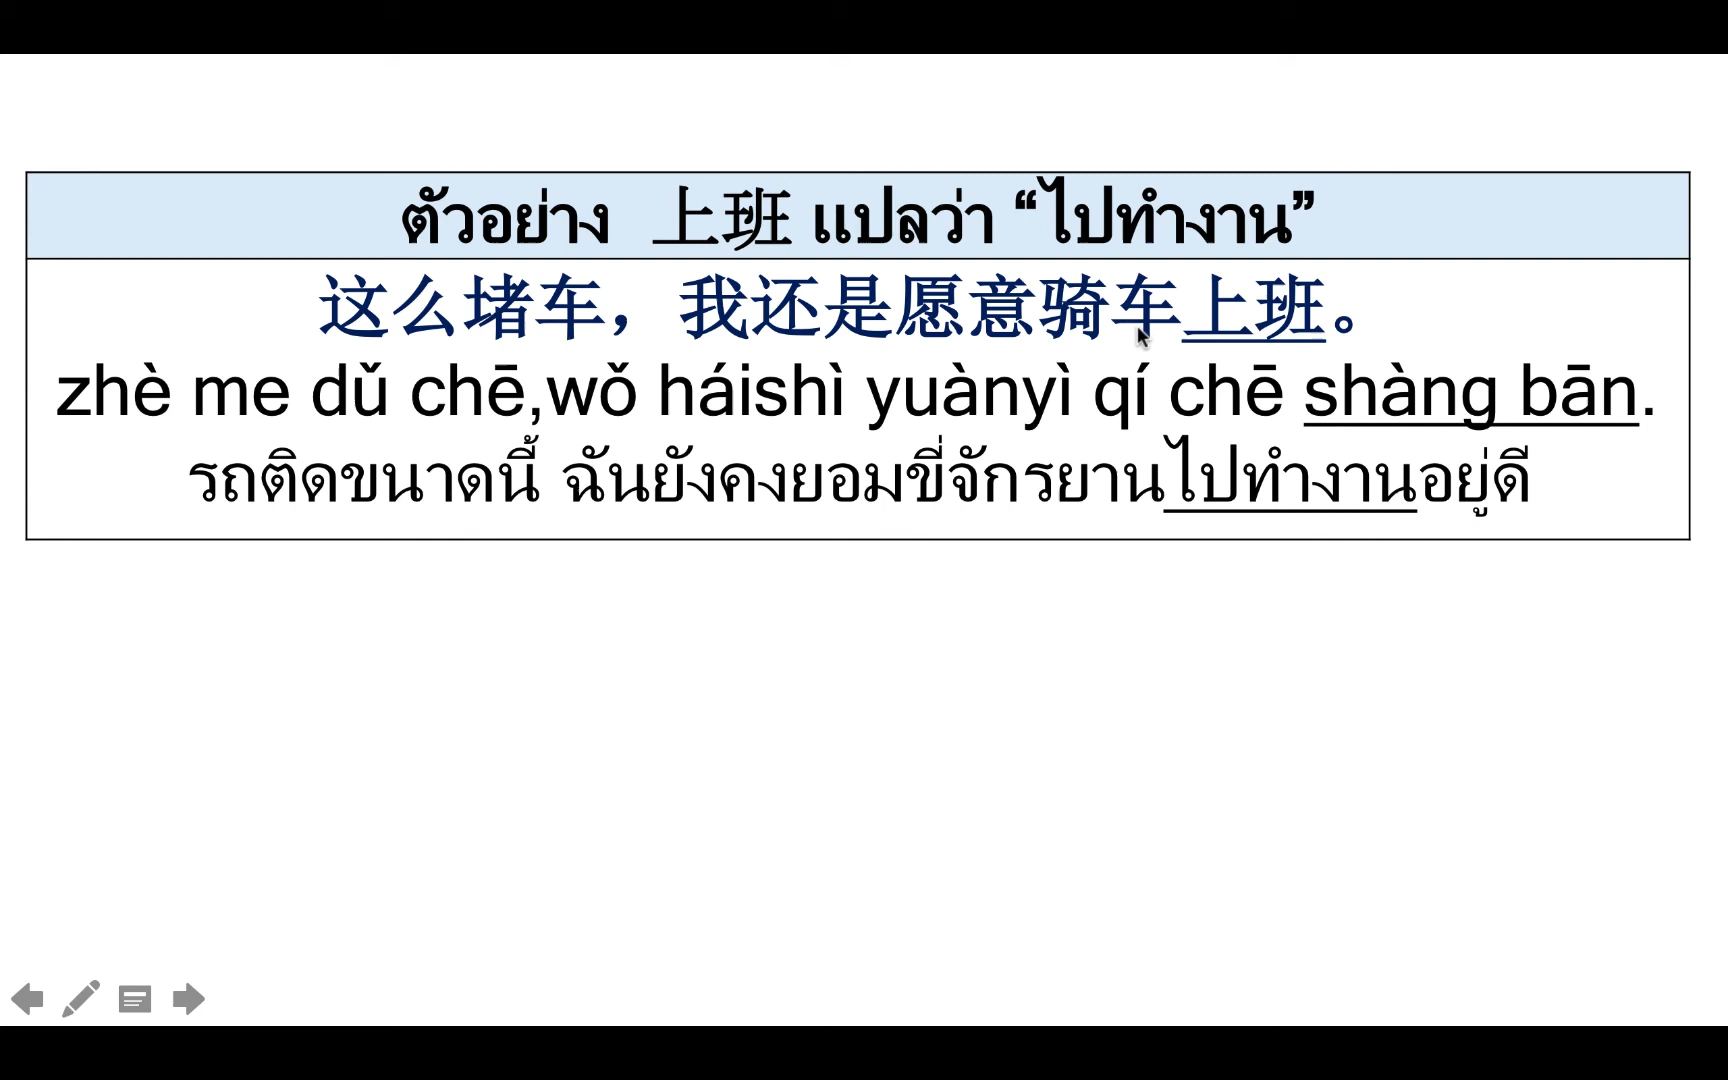 ตัวอย่าง 上班 แปลว่า “ไปทำงาน”
这么堵车，我还是愿意骑车上班。
zhè me dǔ chē,wǒ háishì yuànyì qí chē shàng bān.
รถติดขนาดนี้ ฉันยังคงยอมขี่จักรยานไปทำงานอยู่ดี